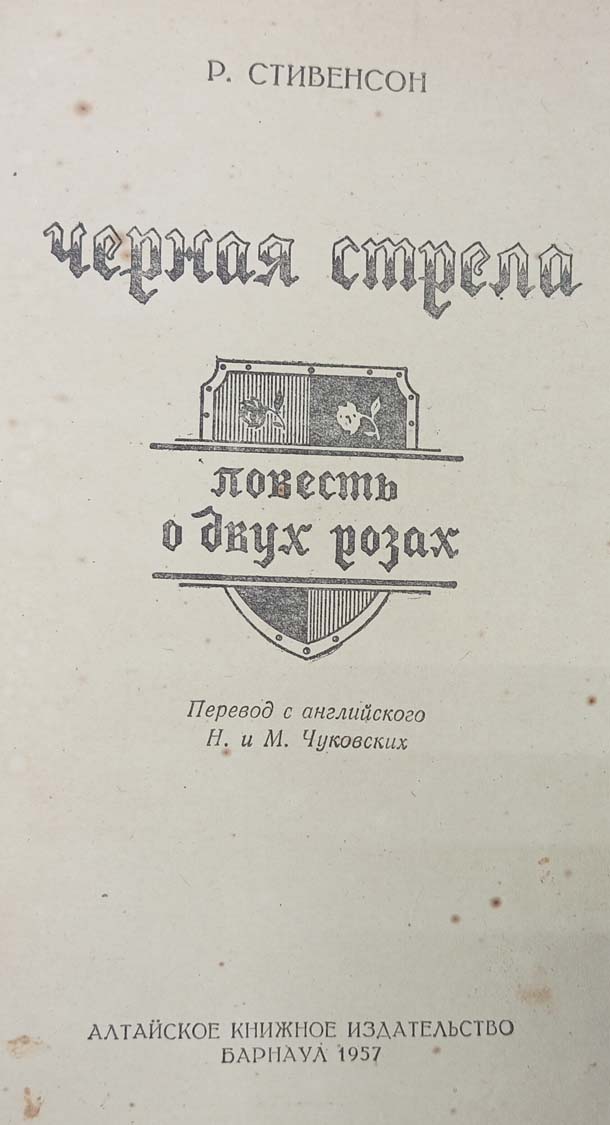 Р. СТИВЕНСОН
черная стрела
повесть
о двух розах
Перевод с английского
Н. и М. Чуковских
АЛТАЙСКОЕ КНИЖНОЕ ИЗДАТЕЛЬСТВО
БАРНАУЛ 1957